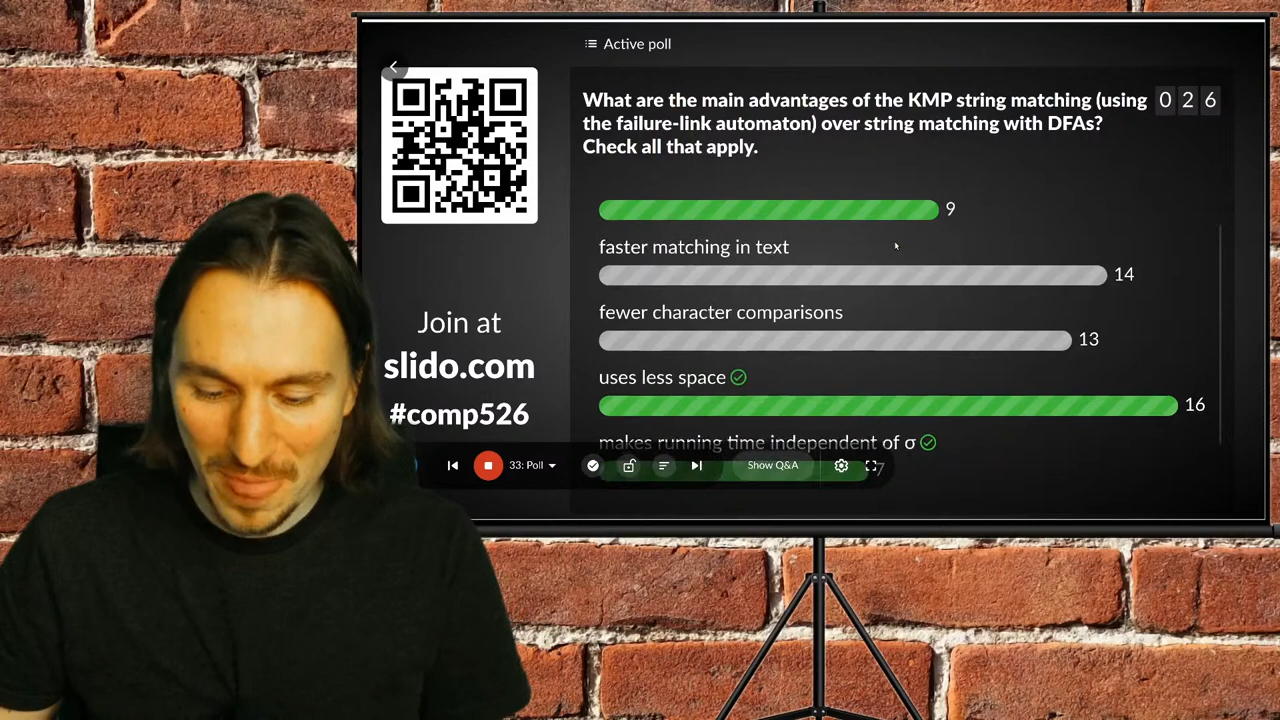 Active poll
What are the main advantages of the KMP string matching (using
the failure-link automaton) over string matching with DFAs?
Check all that apply.
0 2 6
9
faster matching in text
14
fewer character comparisons
13
uses less space
16
makes running time independent of σ
7
Join at
slido.com
#comp526
33: Poll
Show Q&A